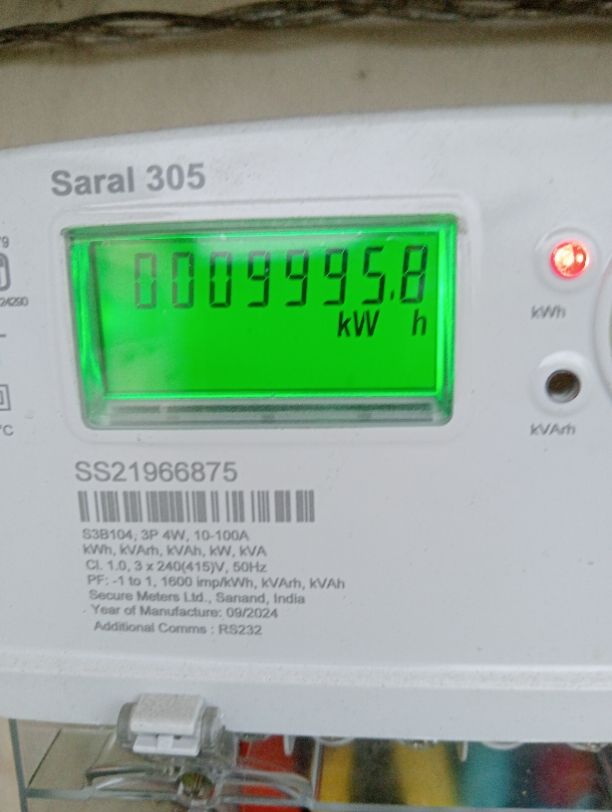 Saral 305
0009995.8
kW h
kWh
kVArh
SS21966875
S3B104, 3P 4W, 10-100A
kWh, kVArh, kVAh, kW, kVA
Cl. 1.0, 3 x 240(415)V, 50Hz
PF: -1 to 1, 1600 imp/kWh, kVArh, kVAh
Secure Meters Ltd., Sanand, India
Year of Manufacture: 09/2024
Additional Comms : RS232